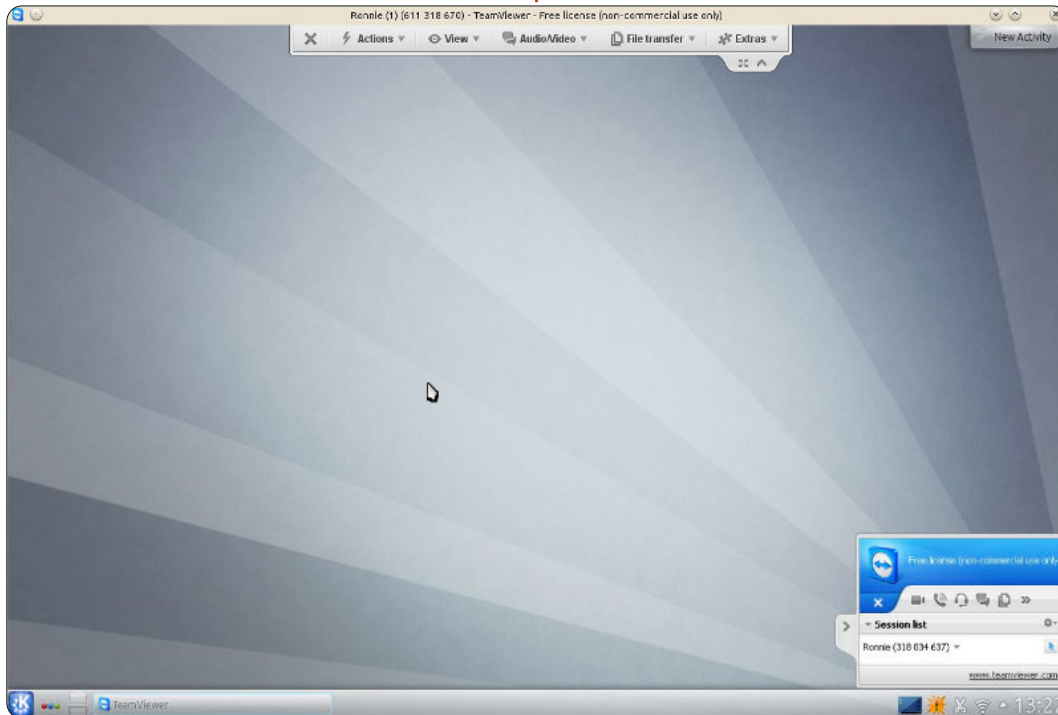 Ronnie (1) (611 318 670) - TeamViewer - Free license (non-commercial use only)
Actions View Audio/Video File transfer Extras
New Activity
Free license (non-commercial use only
Session list
Ronnie (318 034 637)
www.teamviewer.com
TeamViewer